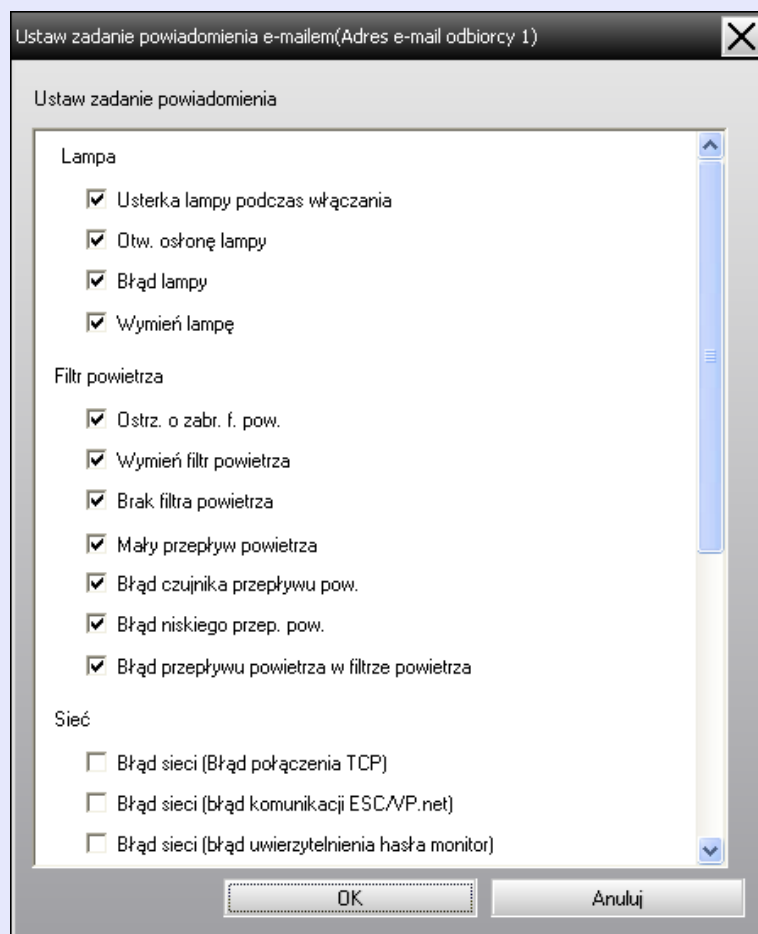 Ustaw zadanie powiadomienia e-mailem(Adres e-mail odbiorcy 1)
Ustaw zadanie powiadomienia
Lampa
Usterka lampy podczas włączania
Otw. osłonę lampy
Błąd lampy
Wymień lampę
Filtr powietrza
Ostrz. o zabr. f. pow.
Wymień filtr powietrza
Brak filtra powietrza
Mały przepływ powietrza
Błąd czujnika przepływu pow.
Błąd niskiego przep. pow.
Błąd przepływu powietrza w filtrze powietrza
Sieć
Błąd sieci (Błąd połączenia TCP)
Błąd sieci (błąd komunikacji ESC/VP.net)
Błąd sieci (błąd uwierzytelnienia hasła monitor)
OK
Anuluj